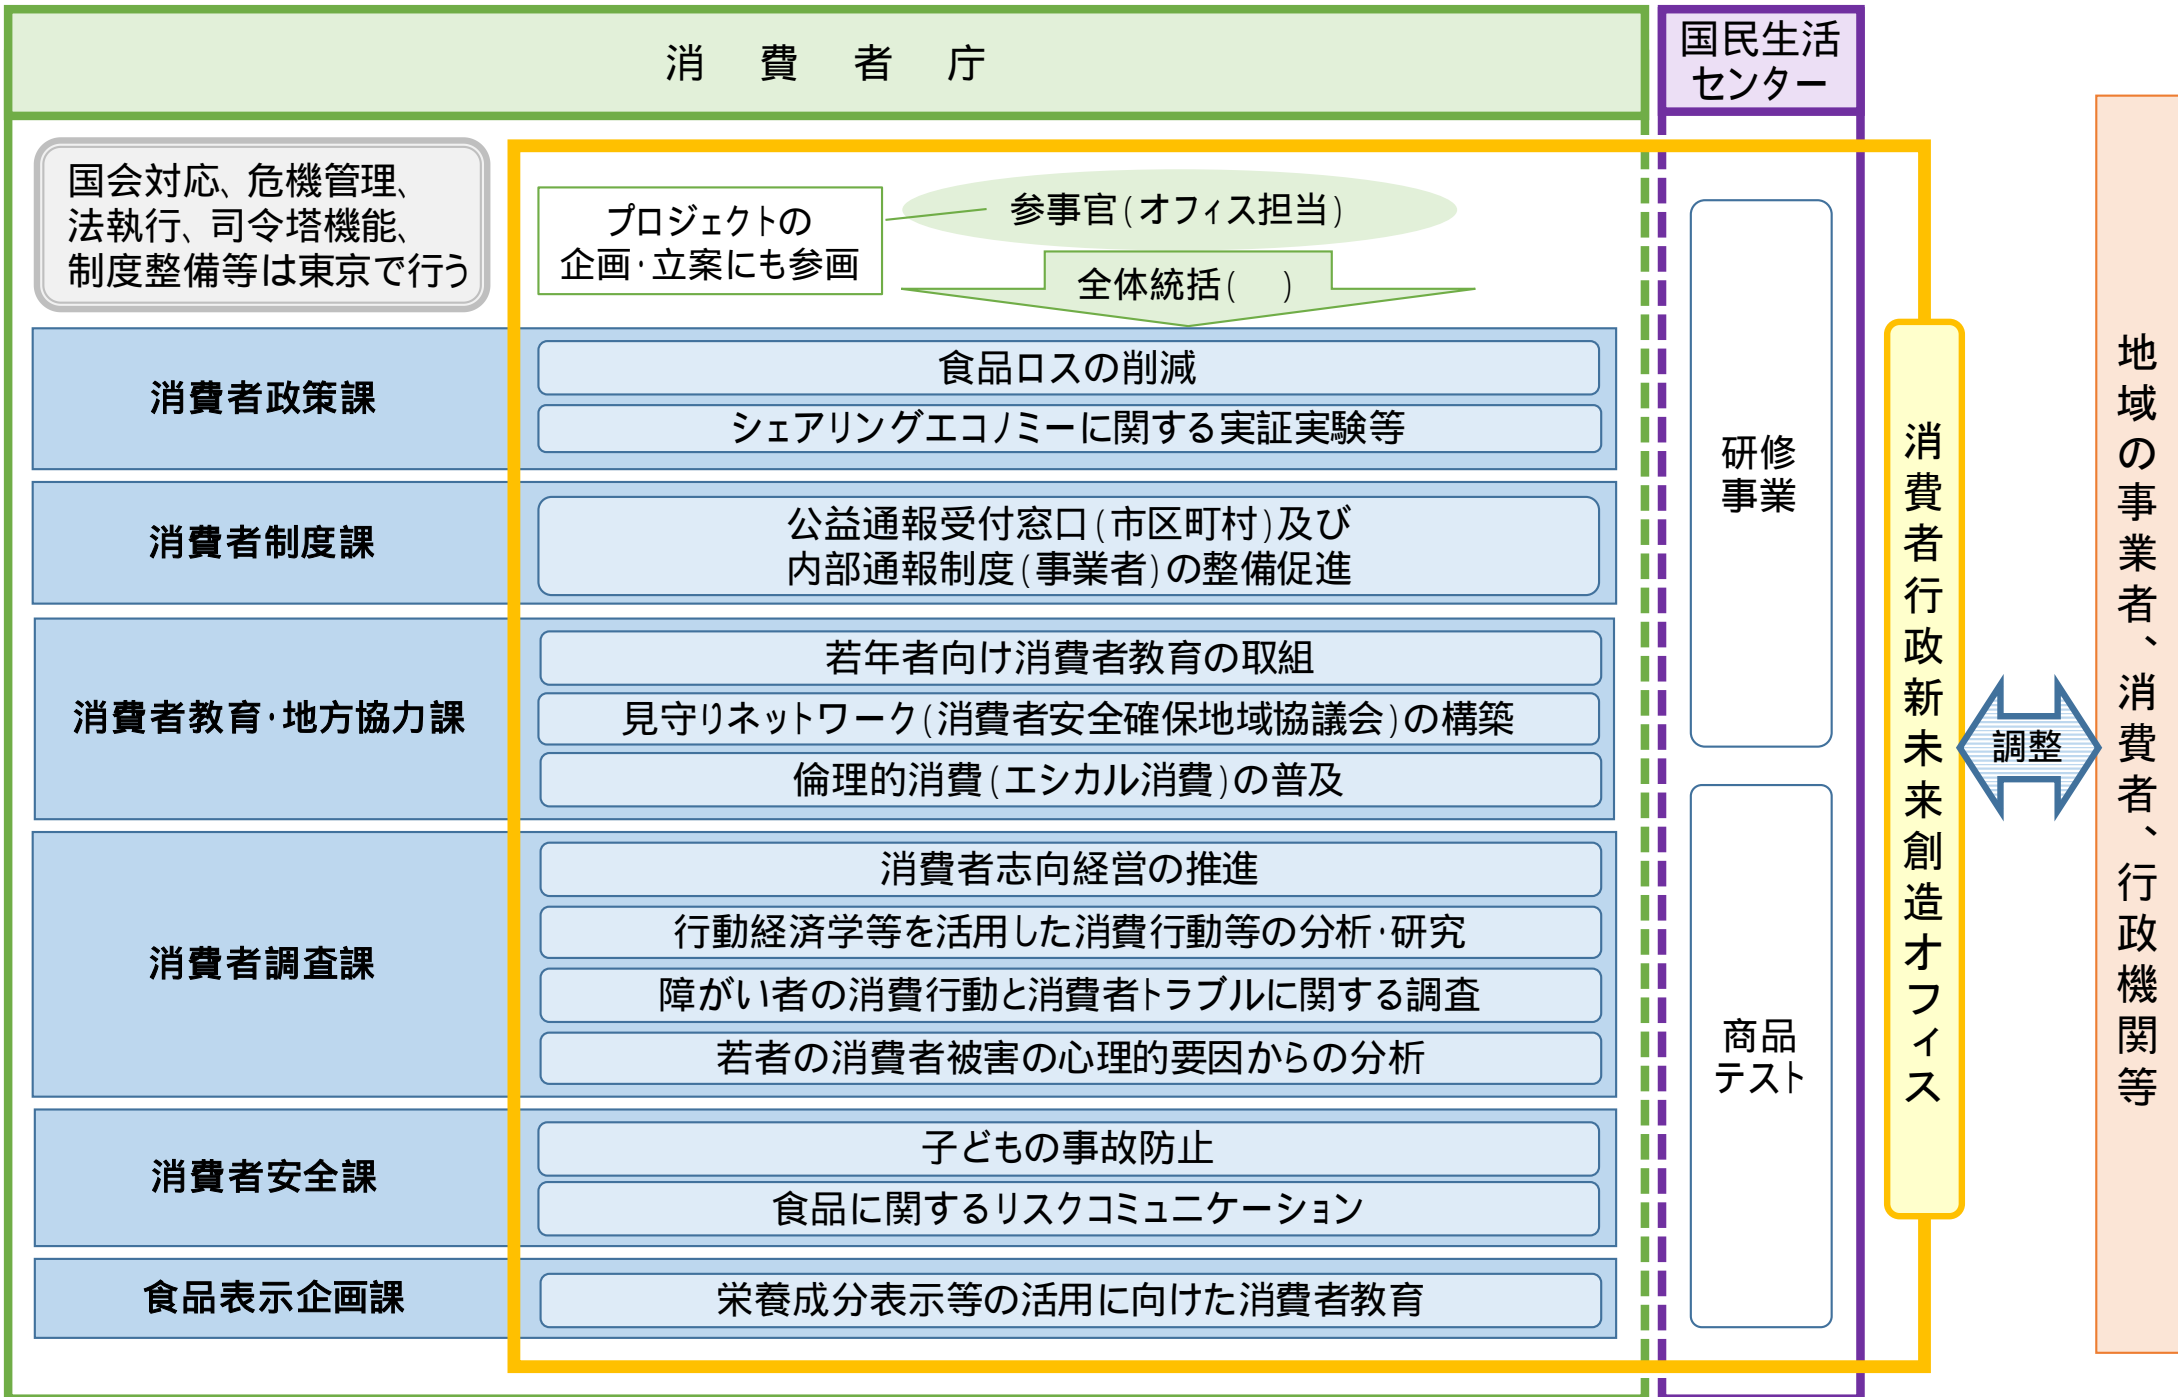 消費者庁
国民生活
センター
国会対応、危機管理、
法執行、司令塔機能、
制度整備等は東京で行う
プロジェクトの
企画・立案にも参画
参事官(オフィス担当)
全体統括( )
消費者政策課
食品ロスの削減
シェアリングエコノミーに関する実証実験等
消費者制度課
公益通報受付窓口(市区町村)及び
内部通報制度(事業者)の整備促進
消費者教育・地方協力課
若年者向け消費者教育の取組
見守りネットワーク(消費者安全確保地域協議会)の構築
倫理的消費(エシカル消費)の普及
消費者調査課
消費者志向経営の推進
行動経済学等を活用した消費行動等の分析・研究
障がい者の消費行動と消費者トラブルに関する調査
若者の消費者被害の心理的要因からの分析
消費者安全課
子どもの事故防止
食品に関するリスクコミュニケーション
食品表示企画課
栄養成分表示等の活用に向けた消費者教育
研修
事業
商品
テスト
消費者行政新未来創造オフィス
調整
地域の事業者、消費者、行政機関等